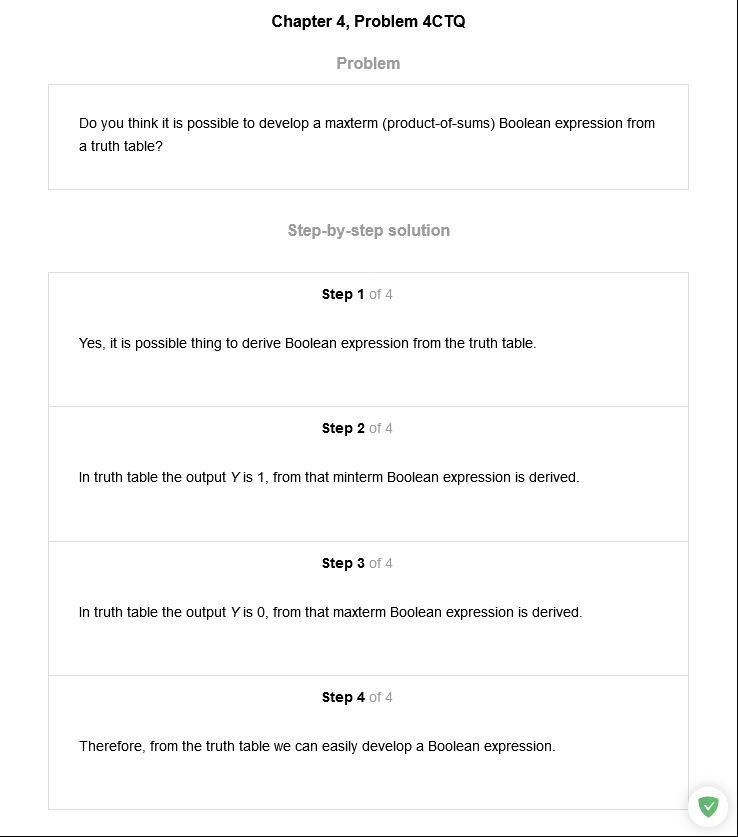 Chapter 4, Problem 4CTQ
Problem
Do you think it is possible to develop a maxterm (product-of-sums) Boolean expression from
a truth table?
Step-by-step solution
Step 1 of 4
Yes, it is possible thing to derive Boolean expression from the truth table.
Step 2 of 4
In truth table the output Y is 1, from that minterm Boolean expression is derived.
Step 3 of 4
In truth table the output Y is 0, from that maxterm Boolean expression is derived.
Step 4 of 4
Therefore, from the truth table we can easily develop a Boolean expression.